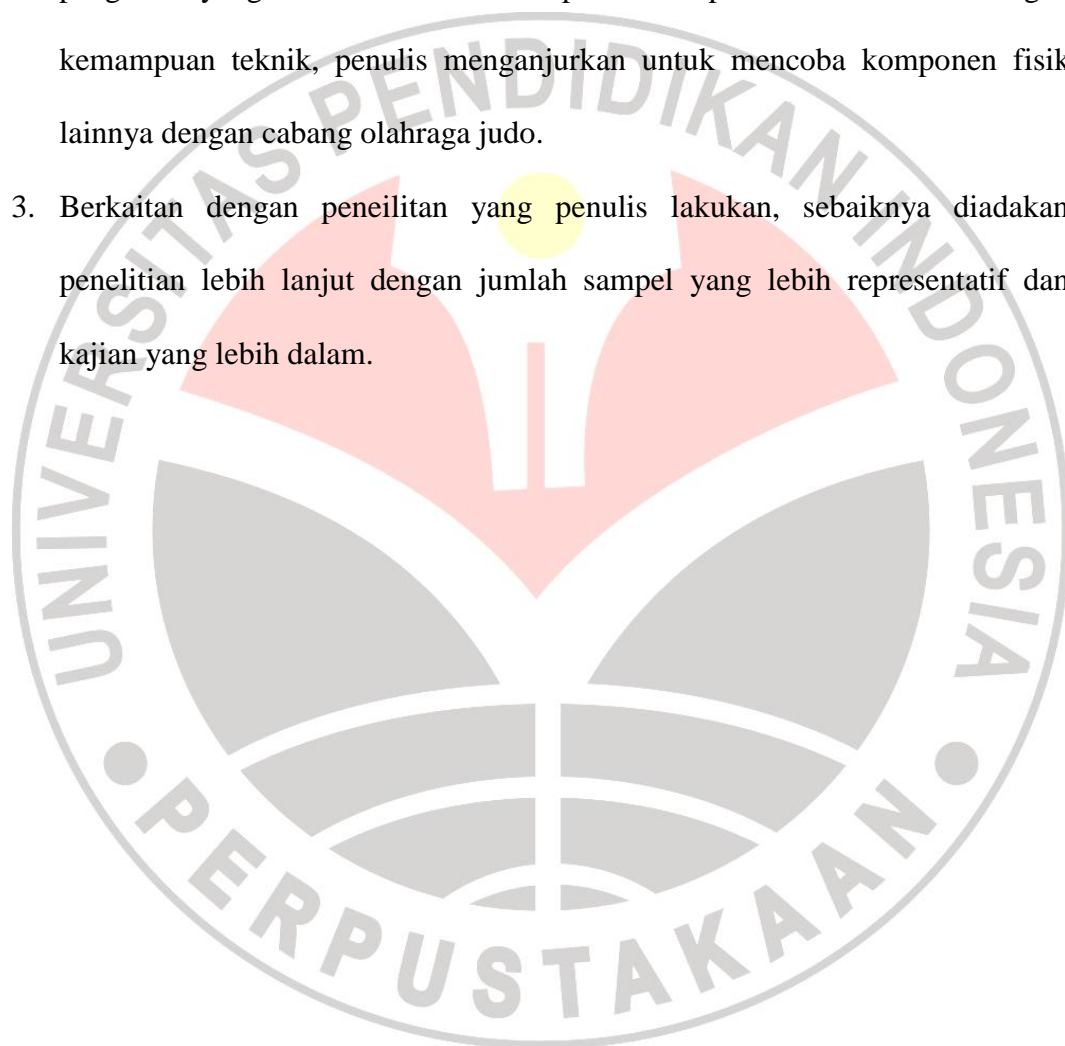 kemampuan teknik, penulis menganjurkan untuk mencoba komponen fisik
lainnya dengan cabang olahraga judo.
3. Berkaitan dengan peneilitan yang penulis lakukan, sebaiknya diadakan
penelitian lebih lanjut dengan jumlah sampel yang lebih representatif dan
kajian yang lebih dalam.
UNIVERSITAS PENDIDIKAN INDONESIA
PERPUSTAKAAN